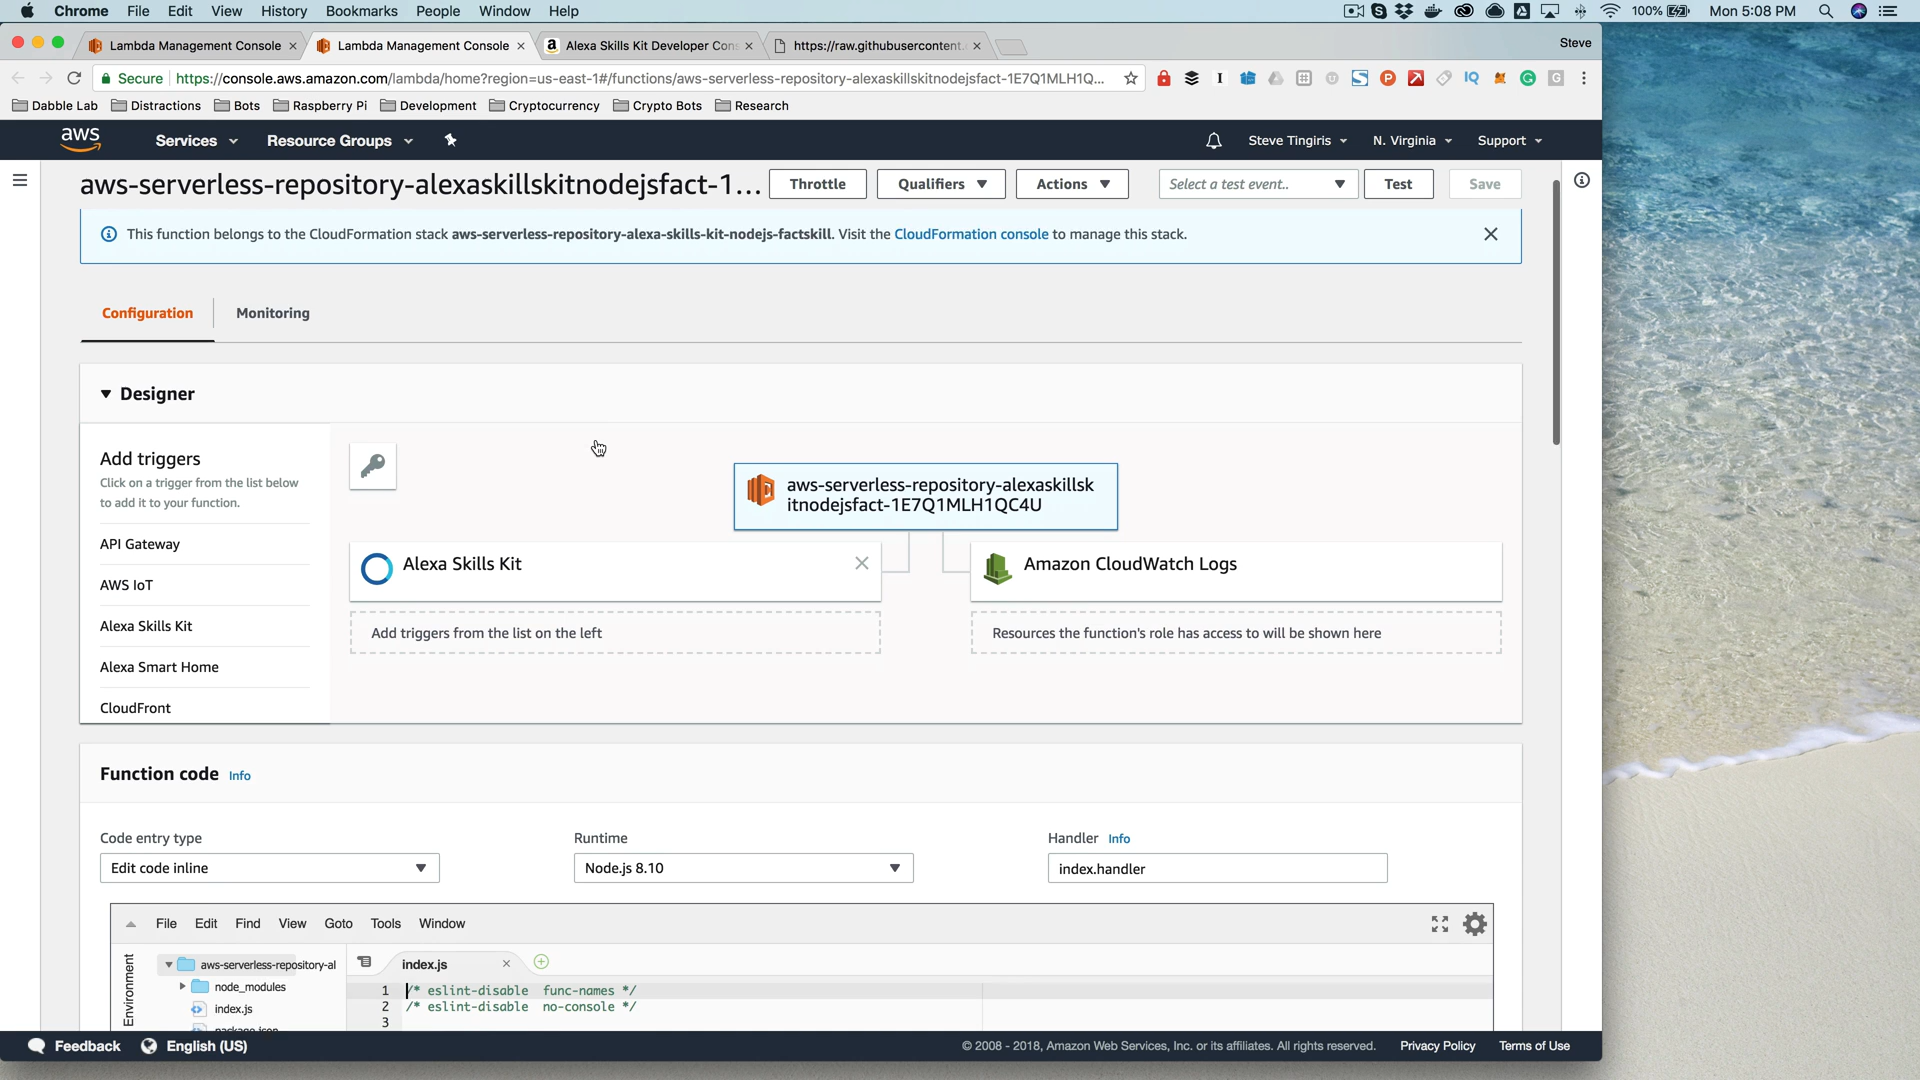 Chrome File Edit View History Bookmarks People Window Help 100% Mon 5:08 PM
Lambda Management Console Lambda Management Console Alexa Skills Kit Developer Con https://raw.githubusercontent. Steve
Secure https://console.aws.amazon.com/lambda/home?region=us-east-1#/functions/aws-serverless-repository-alexaskillskitnodejsfact-1E7Q1MLH1Q...
Dabble Lab Distractions Bots Raspberry Pi Development Cryptocurrency Crypto Bots Research
aws Services Resource Groups Steve Tingiris N. Virginia Support
aws-serverless-repository-alexaskillskitnodejsfact-1... Throttle Qualifiers Actions Select a test event.. Test Save
This function belongs to the CloudFormation stack aws-serverless-repository-alexa-skills-kit-nodejs-factskill. Visit the CloudFormation console to manage this stack.
Configuration Monitoring
Designer
Add triggers
Click on a trigger from the list below
to add it to your function.
API Gateway
AWS IoT
Alexa Skills Kit
Alexa Smart Home
CloudFront
aws-serverless-repository-alexaskillsk
itnodejsfact-1E7Q1MLH1QC4U
Alexa Skills Kit
Amazon CloudWatch Logs
Add triggers from the list on the left
Resources the function's role has access to will be shown here
Function code Info
Code entry type
Edit code inline
Runtime
Node.js 8.10
Handler Info
index.handler
File Edit Find View Goto Tools Window
Environment
aws-serverless-repository-al
node_modules
index.js
package.json
index.js
1 /* eslint-disable func-names */
2 /* eslint-disable no-console */
3
Feedback English (US) © 2008 - 2018, Amazon Web Services, Inc. or its affiliates. All rights reserved. Privacy Policy Terms of Use